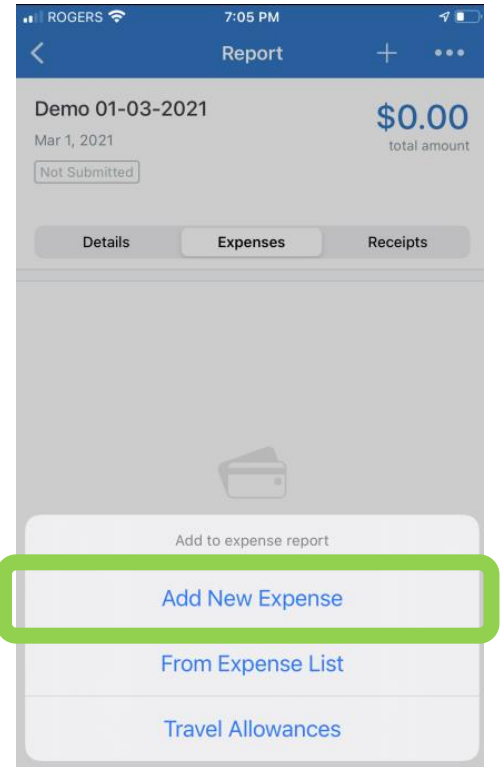 ROGERS 7:05 PM
Report
Demo 01-03-2021
$0.00
Mar 1, 2021
total amount
Not Submitted
Details Expenses Receipts
Add to expense report
Add New Expense
From Expense List
Travel Allowances